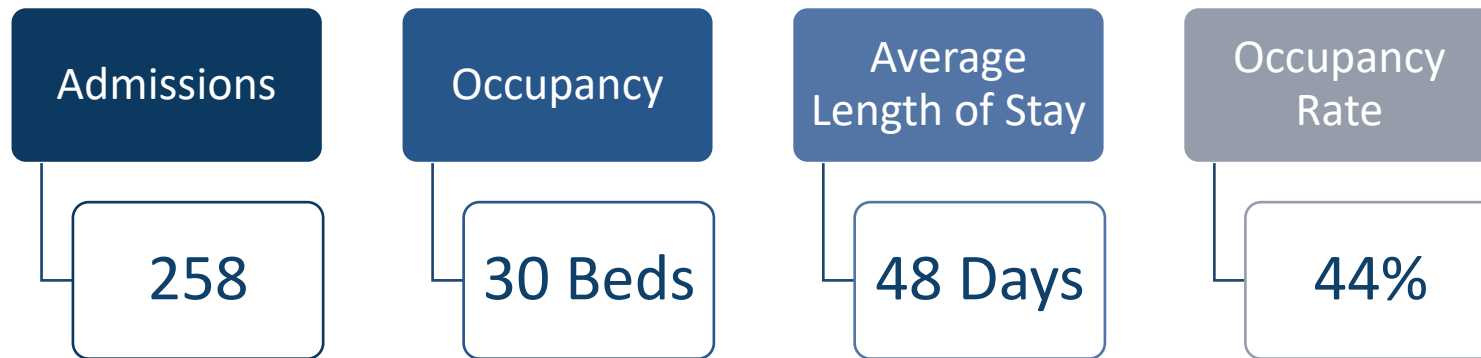 Admissions
258
Occupancy
30 Beds
Average
Length of Stay
48 Days
Occupancy
Rate
44%